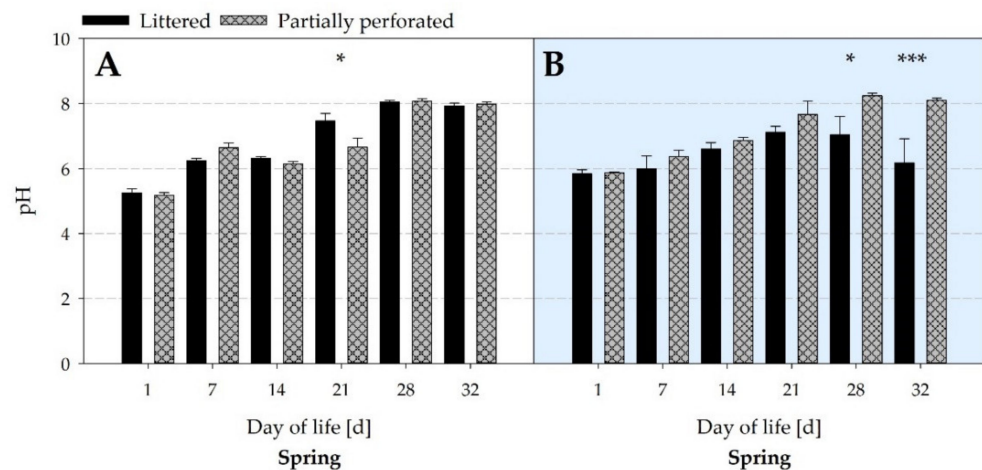 Littered Partially perforated
10
8
6
4
2
0
pH
A
*
B
* ***
1 7 14 21 28 32 1 7 14 21 28 32
Day of life [d] Day of life [d]
Spring Spring